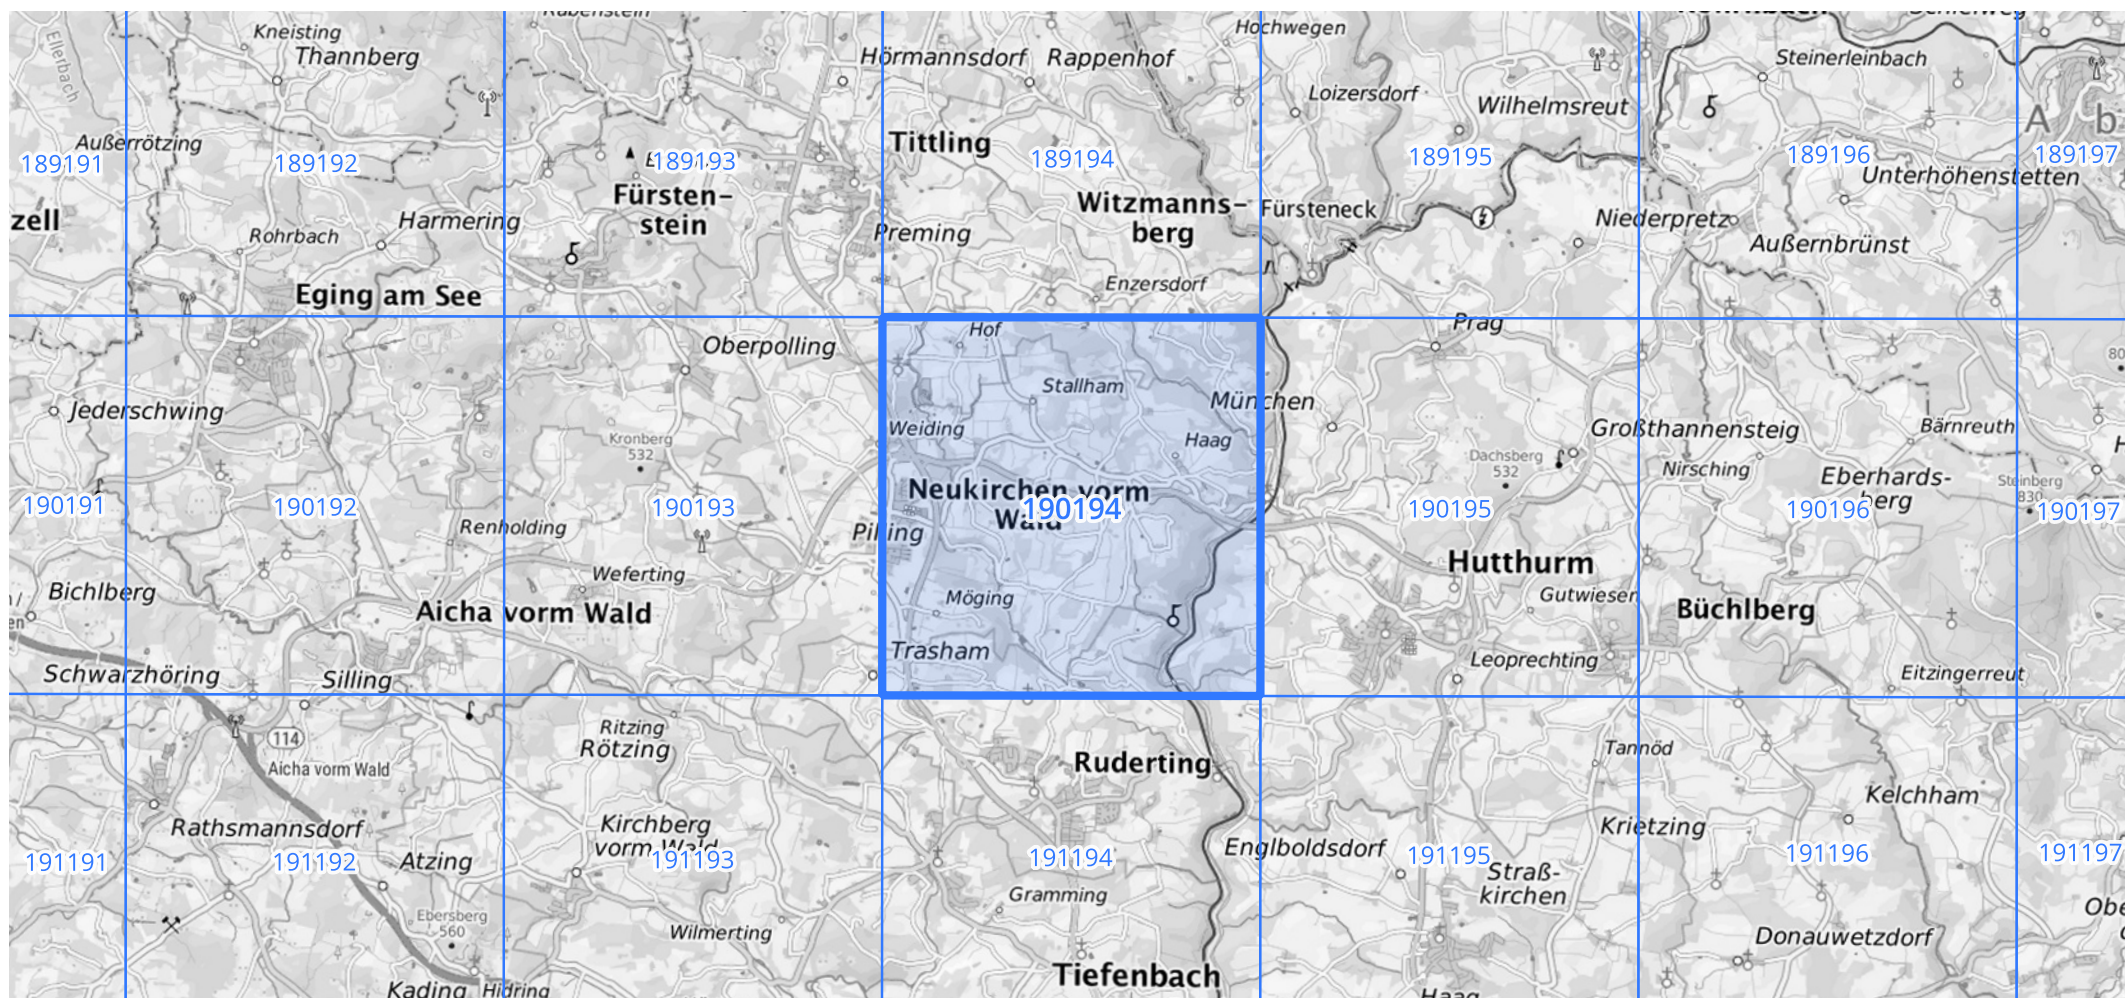 Kneisting
Thannberg
Ellerbach
Hörmannsdorf
Rappenhof
Hochwegen
Loizersdorf
Wilhelmsreut
Steinerleinbach
Außerrötzing
Tittling
A
b
189191
189192
189193
189194
189195
189196
189197
Unterhöhenstetten
zell
Harmering
Rohrbach
Fürsten-
stein
Preming
Witzmanns-
berg
Fürsteneck
Niederpretz
Außernbrünst
Eging am See
Enzersdorf
Hof
Prag
Oberpolling
Stallham
München
Jederschwing
Weiding
Haag
Kronberg
532
Großthannensteig
Bärnreuth
Dachsberg
532
Nirsching
Eberhards-
berg
Steinberg
830
Neukirchen vorm
Wald
190191
190192
190193
190194
190195
190196
190197
Renholding
Pilling
Weferting
Hutthurm
Bichlberg
Möging
Gutwiesen
Aicha vorm Wald
Büchlberg
Trasham
Schwarzhöring
Silling
Leoprechting
Eitzingerreut
114
Aicha vorm Wald
Ritzing
Rötzing
Ruderting
Tannöd
Kelchham
Rathsmannsdorf
Kirchberg
vorm Wald
Krietzing
Atzing
Englboldsdorf
191191
191192
191193
191194
191195
191196
191197
Straß-
kirchen
Gramming
Ebersberg
560
Wilmerting
Donauwetzdorf
Tiefenbach
Kading
Hidring
Haag